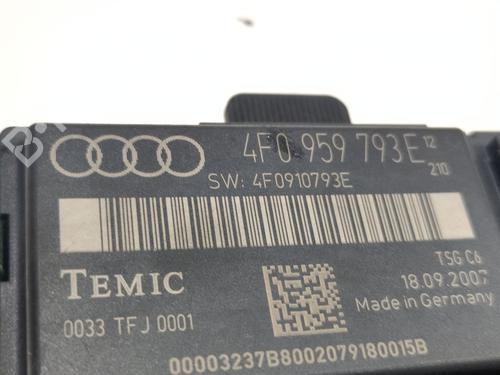 4F0 959 793E 12
210
SW: 4F0910793E
TEMIC
TSG C6
18.09.2007
0033 TFJ 0001
Made in Germany
00003237B8002079180015B